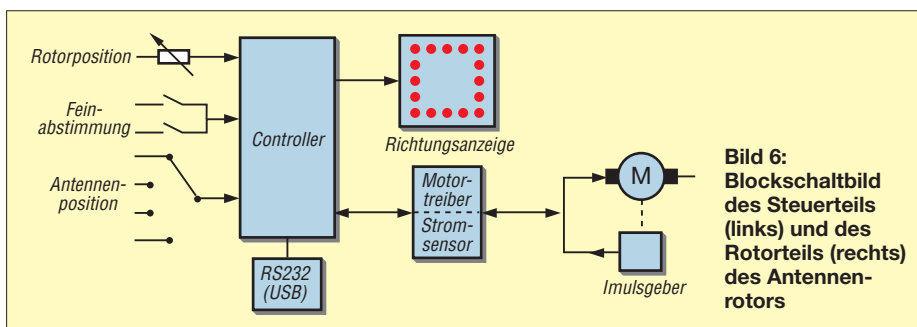 Rotorposition
Fein-
abstimmung
Antennen-
position
Controller
RS232
(USB)
Richtungsanzeige
Motor-
treiber
Strom-
sensor
M
Imulsgeber
Bild 6:
Blockschaltbild
des Steuerteils
(links) und des
Rotorteils (rechts)
des Antennen-
rotors